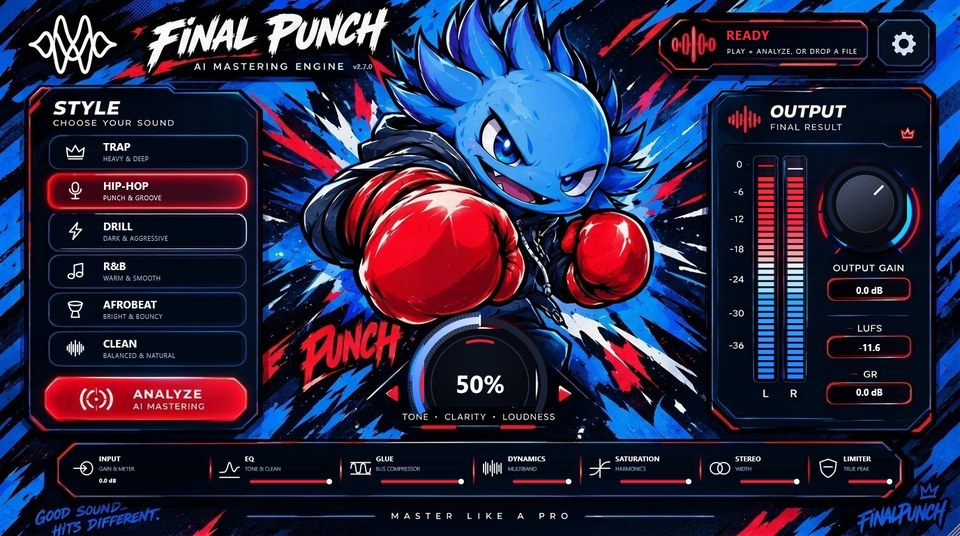 FiNAL PUNCH
AI MASTERING ENGINE v2.7.0
READY
PLAY + ANALYZE, OR DROP A FILE
STYLE
CHOOSE YOUR SOUND
TRAP
HEAVY & DEEP
HIP-HOP
PUNCH & GROOVE
DRILL
DARK & AGGRESSIVE
R&B
WARM & SMOOTH
AFROBEAT
BRIGHT & BOUNCY
CLEAN
BALANCED & NATURAL
ANALYZE
AI MASTERING
PUNCH
50%
TONE • CLARITY • LOUDNESS
OUTPUT
FINAL RESULT
0
-6
-12
-18
-24
-30
-36
L R
OUTPUT GAIN
0.0 dB
LUFS
-11.6
GR
0.0 dB
INPUT
GAIN & METER
0.0 dB
EQ
TONE & CLEAN
GLUE
BUS COMPRESSOR
DYNAMICS
MULTIBAND
SATURATION
HARMONICS
STEREO
WIDTH
LIMITER
TRUE PEAK
GOOD SOUND_
HITS DIFFERENT.
MASTER LIKE A PRO
FINALPUNCH